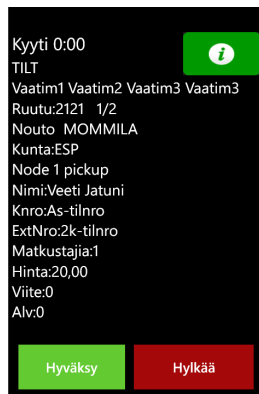 Kyyti 0:00
i
TILT
Vaatim1 Vaatim2 Vaatim3 Vaatim3
Ruutu:2121 1/2
Nouto MOMMILA
Kunta:ESP
Node 1 pickup
Nimi:Veeti Jatuni
Knro:As-tilnro
ExtNro:2k-tilnro
Matkustajia:1
Hinta:20,00
Viite:0
Alv:0
Hyväksy
Hylkää